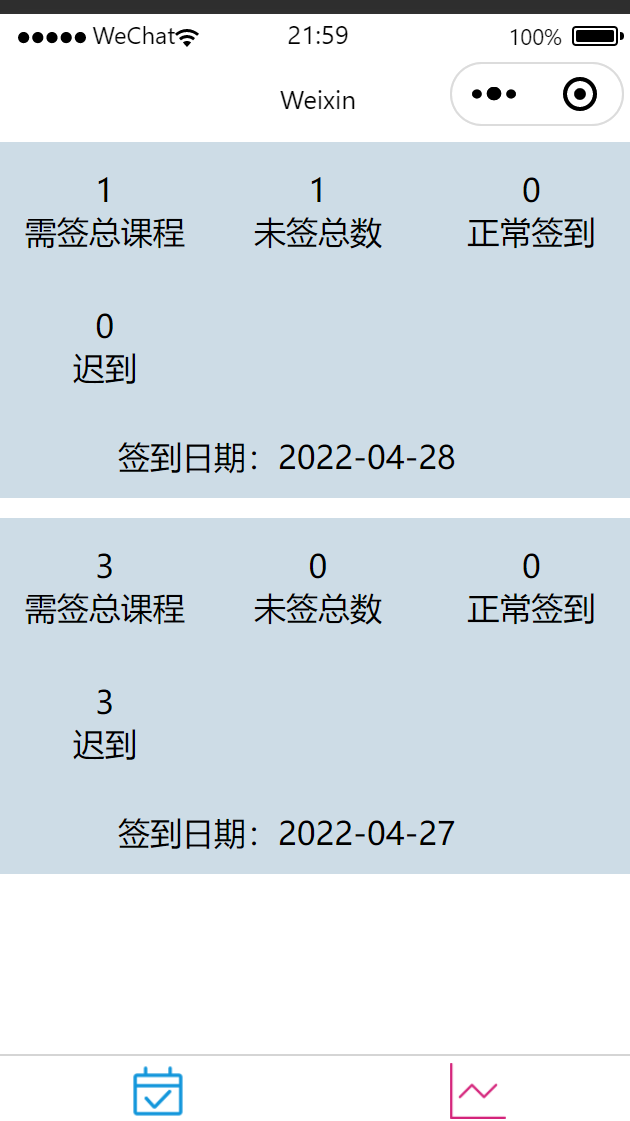 WeChat 21:59 100%
Weixin
1 1 0
需签总课程 未签总数 正常签到
0
迟到
签到日期：2022-04-28
3 0 0
需签总课程 未签总数 正常签到
3
迟到
签到日期：2022-04-27